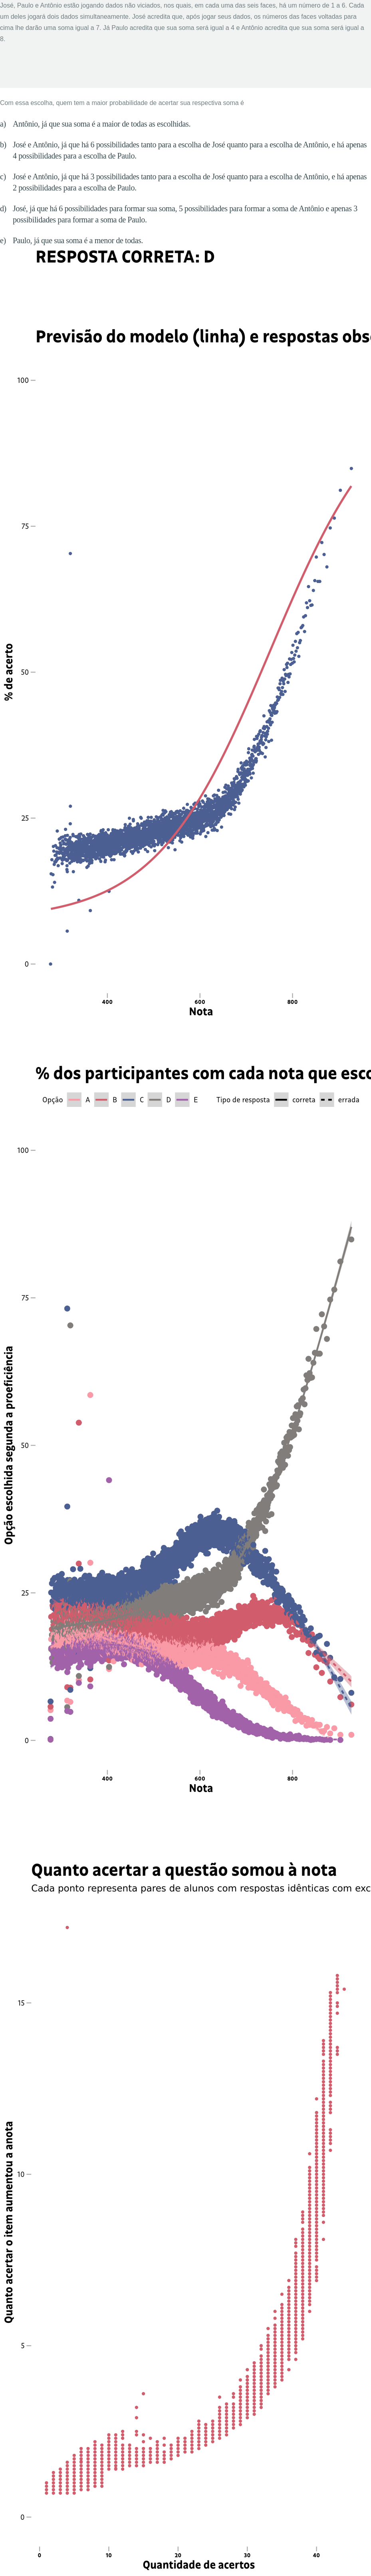 José, Paulo e Antônio estão jogando dados não viciados, nos quais, em cada uma das seis faces, há um número de 1 a 6. Cada
um deles jogará dois dados simultaneamente. José acredita que, após jogar seus dados, os números das faces voltadas para
cima lhe darão uma soma igual a 7. Já Paulo acredita que sua soma será igual a 4 e Antônio acredita que sua soma será igual a
8.
Com essa escolha, quem tem a maior probabilidade de acertar sua respectiva soma é
a) Antônio, já que sua soma é a maior de todas as escolhidas.
b) José e Antônio, já que há 6 possibilidades tanto para a escolha de José quanto para a escolha de Antônio, e há apenas
4 possibilidades para a escolha de Paulo.
c) José e Antônio, já que há 3 possibilidades tanto para a escolha de José quanto para a escolha de Antônio, e há apenas
2 possibilidades para a escolha de Paulo.
d) José, já que há 6 possibilidades para formar sua soma, 5 possibilidades para formar a soma de Antônio e apenas 3
possibilidades para formar a soma de Paulo.
e) Paulo, já que sua soma é a menor de todas.
RESPOSTA CORRETA: D
Previsão do modelo (linha) e respostas obs
100
75
50
25
0
% de acerto
400 600 800
Nota
% dos participantes com cada nota que esco
Opção A B C D E Tipo de resposta correta errada
100
75
50
25
0
Opção escolhida segunda a proeficiência
400 600 800
Nota
Quanto acertar a questão somou à nota
Cada ponto representa pares de alunos com respostas idênticas com exc
15
10
5
0
Quanto acertar o item aumentou a anota
0 10 20 30 40
Quantidade de acertos